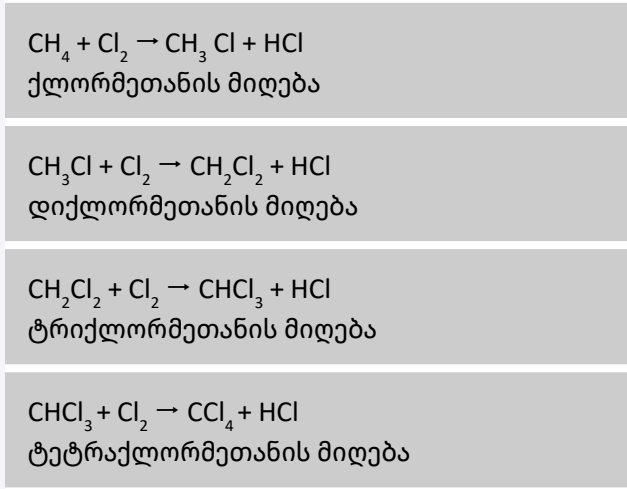 CH₄ + Cl₂ → CH₃ Cl + HCl
ქლორმეთანის მიღება
CH₃Cl + Cl₂ → CH₂Cl₂ + HCl
დიქლორმეთანის მიღება
CH₂Cl₂ + Cl₂ → CHCl₃ + HCl
ტრიქლორმეთანის მიღება
CHCl₃ + Cl₂ → CCl₄ + HCl
ტეტრაქლორმეთანის მიღება